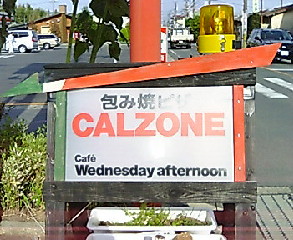 包み焼ピザ
CALZONE
Café
Wednesday afternoon